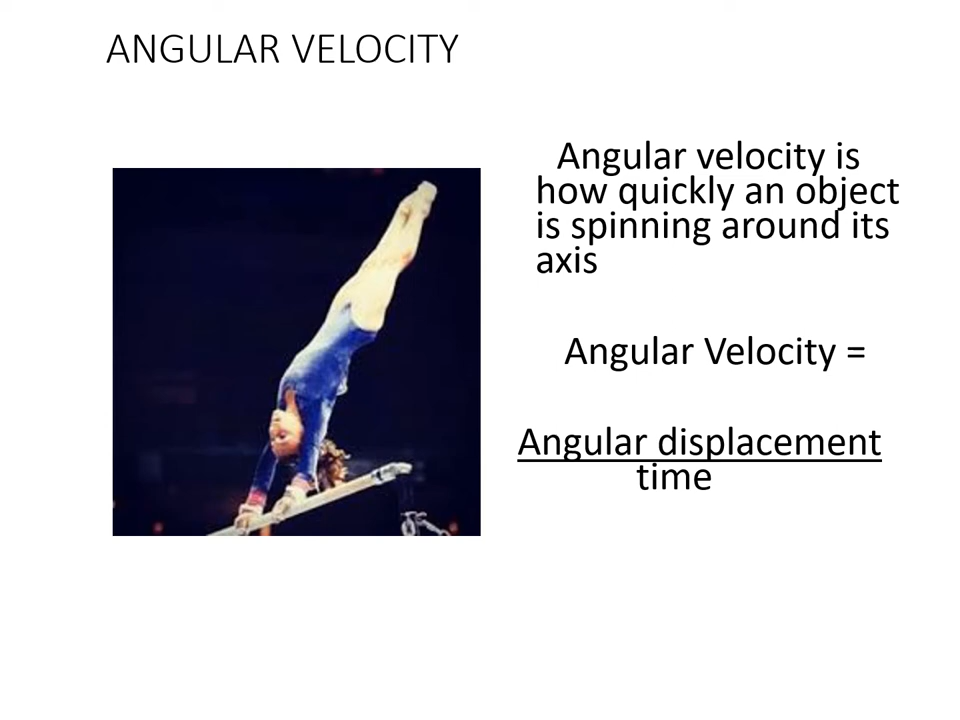 ANGULAR VELOCITY
Angular velocity is
how quickly an object
is spinning around its
axis
Angular Velocity =
Angular displacement
time